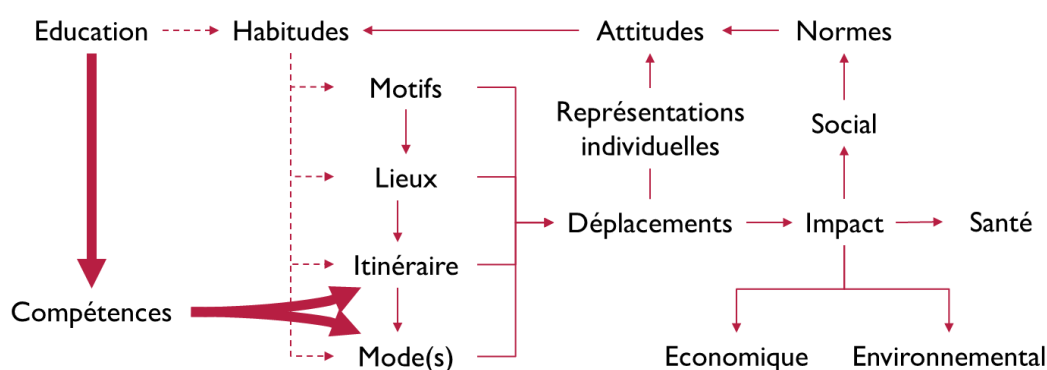 Education
Habitudes
Attitudes
Normes
Motifs
Représentations
individuelles
Social
Lieux
Déplacements
Impact
Santé
Itinéraire
Compétences
Mode(s)
Economique
Environnemental